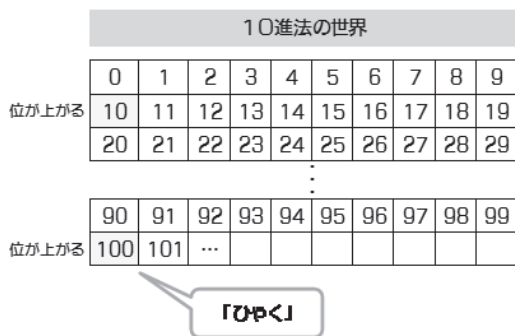 10進法の世界
0 1 2 3 4 5 6 7 8 9
位が上がる 10 11 12 13 14 15 16 17 18 19
20 21 22 23 24 25 26 27 28 29
⋮
90 91 92 93 94 95 96 97 98 99
位が上がる 100 101 …
「ひゃく」